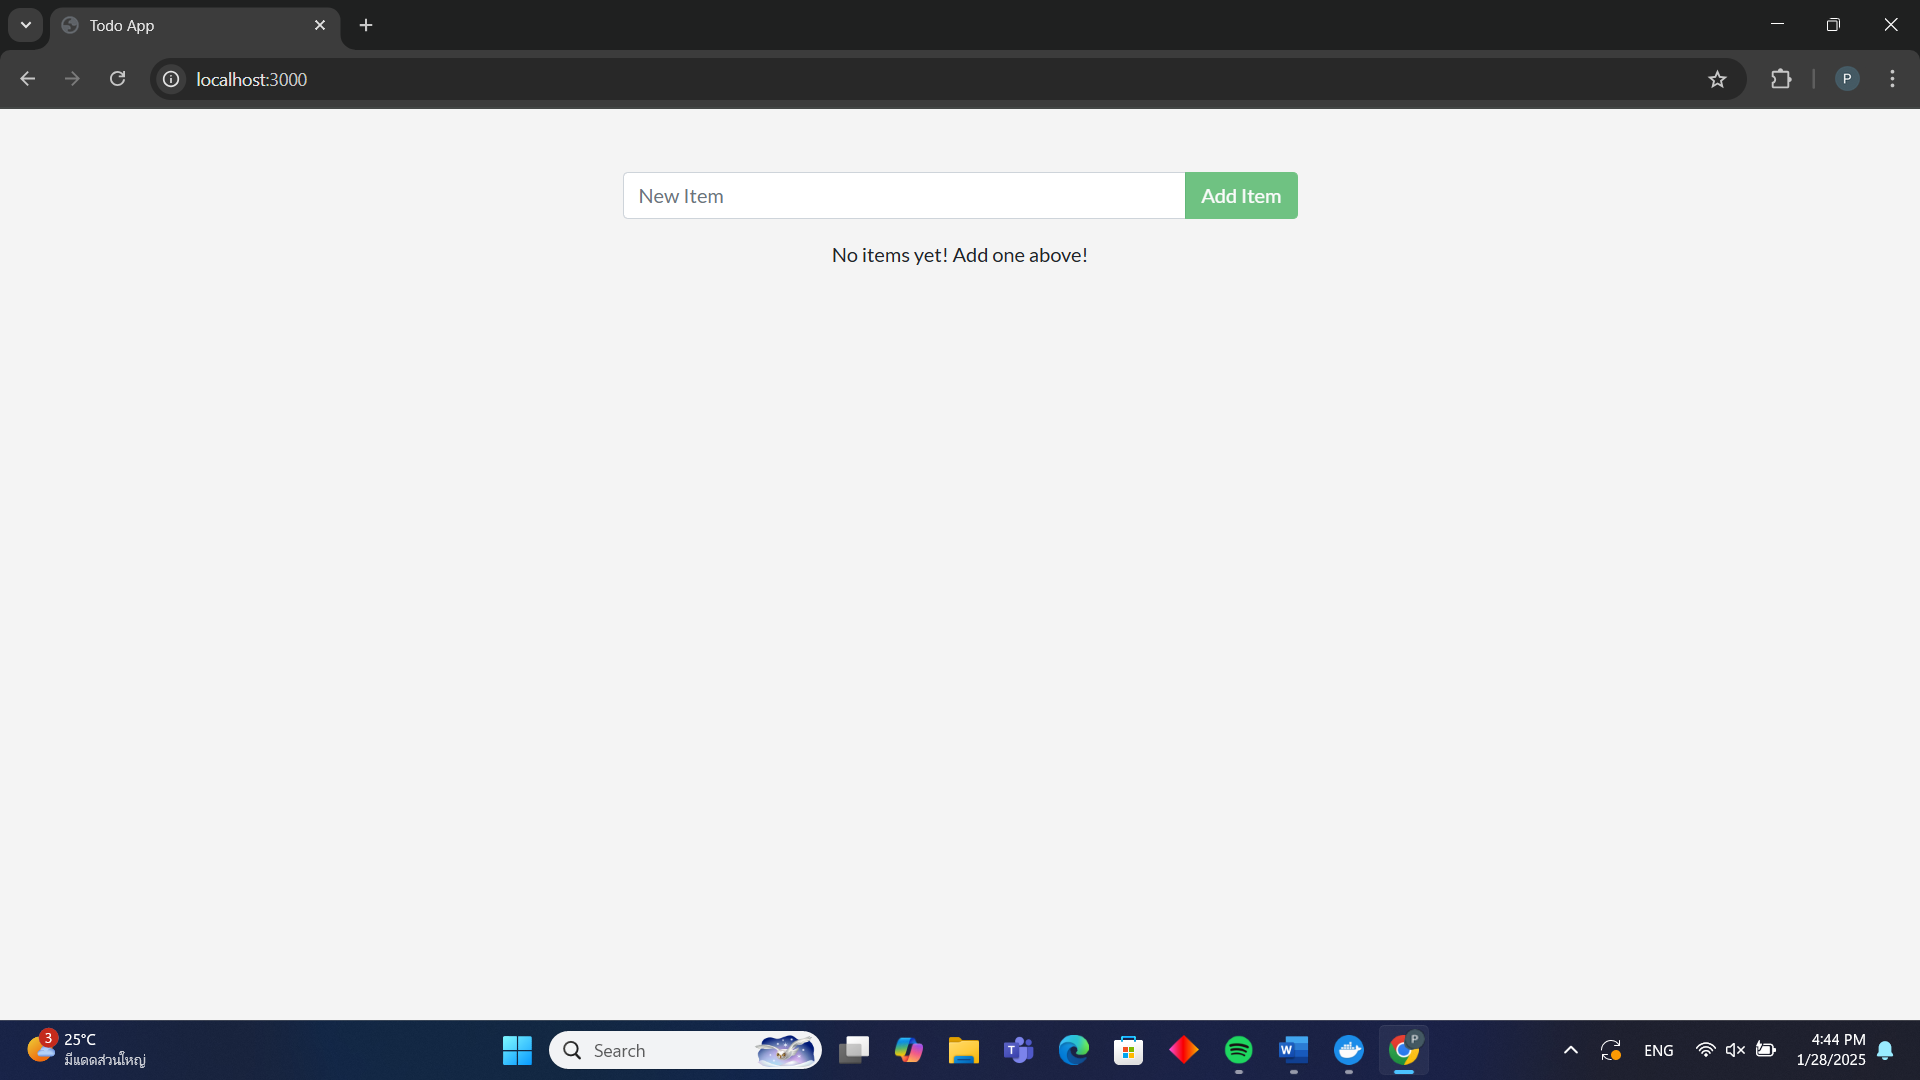 Todo App
localhost:3000
P
New Item
Add Item
No items yet! Add one above!
3
25°C
มีแดดส่วนใหญ่
Search
T
W
P
ENG
4:44 PM
1/28/2025